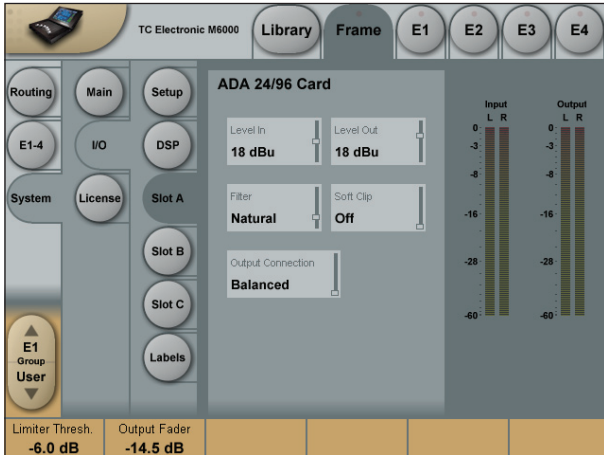 TC Electronic M6000
Library
Frame
E1
E2
E3
E4
Routing
Main
Setup
E1-4
I/O
DSP
System
License
Slot A
Slot B
Slot C
Labels
ADA 24/96 Card
Level In
18 dBu
Level Out
18 dBu
Filter
Natural
Soft Clip
Off
Output Connection
Balanced
Input
L R
0
-3
-8
-16
-28
-60
Output
L R
0
-3
-8
-16
-28
-60
E1
Group
User
Limiter Thresh.
-6.0 dB
Output Fader
-14.5 dB